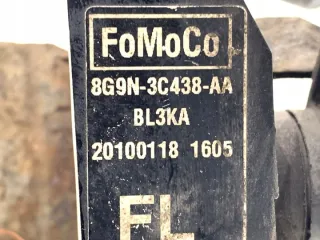 FoMoCo
8G9N-3C438-AA
BL3KA
20100118 1605
FL